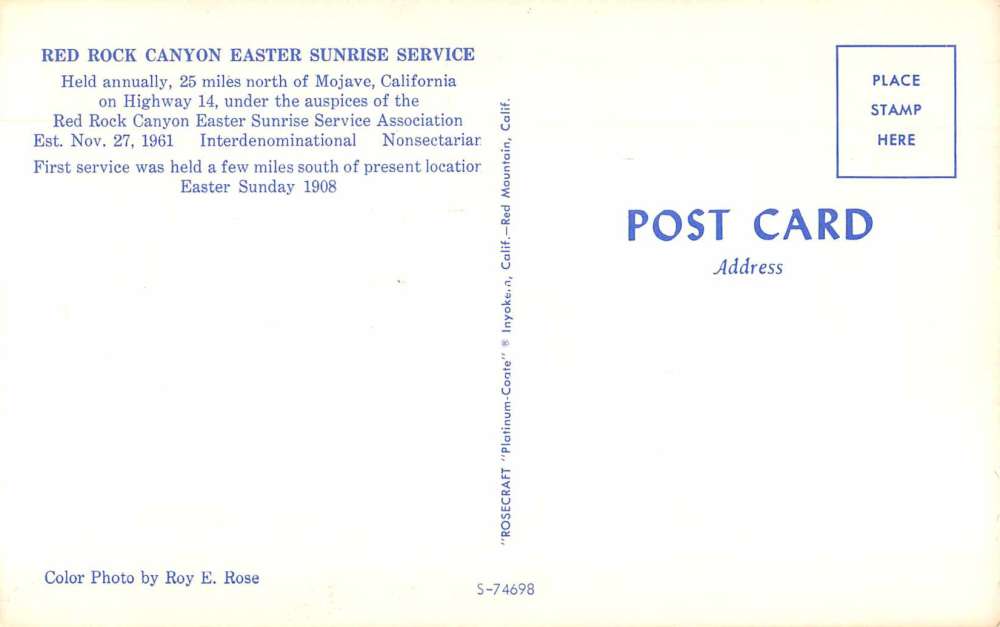 RED ROCK CANYON EASTER SUNRISE SERVICE
Held annually, 25 miles north of Mojave, California
on Highway 14, under the auspices of the
Red Rock Canyon Easter Sunrise Service Association
Est. Nov. 27, 1961 Interdenominational Nonsectarian
First service was held a few miles south of present location
Easter Sunday 1908
Color Photo by Roy E. Rose
"ROSECRAFT "Platinum-Coate" ® Inyokern, Calif.—Red Mountain, Calif.
S-74698
PLACE
STAMP
HERE
POST CARD
Address